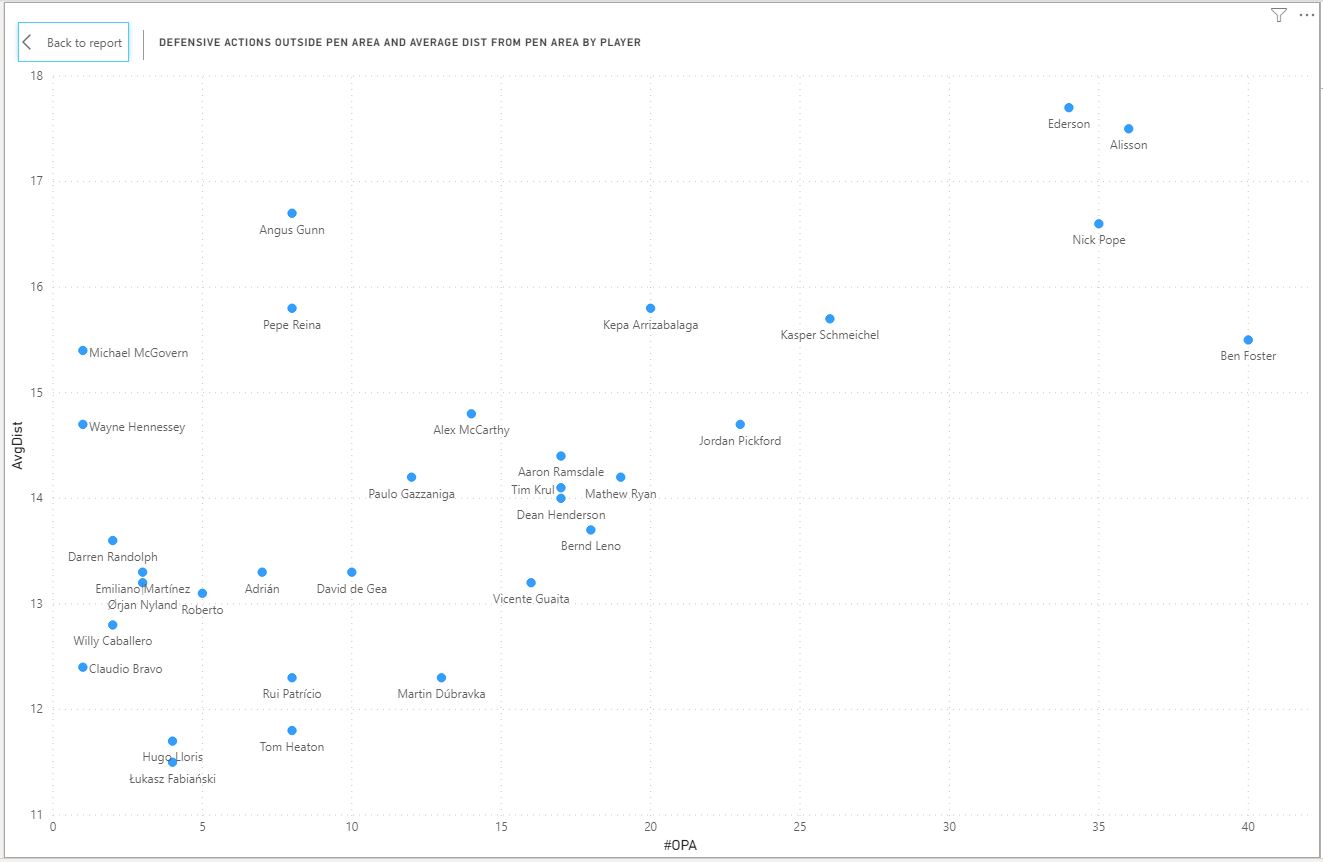 Back to report
DEFENSIVE ACTIONS OUTSIDE PEN AREA AND AVERAGE DIST FROM PEN AREA BY PLAYER
18
Ederson
Alisson
17
Angus Gunn
Nick Pope
16
Pepe Reina
Kepa Arrizabalaga
Kasper Schmeichel
Michael McGovern
Ben Foster
15
Wayne Hennessey
Alex McCarthy
Jordan Pickford
AvgDist
Aaron Ramsdale
Paulo Gazzaniga
Tim Krul
Mathew Ryan
14
Dean Henderson
Bernd Leno
Darren Randolph
Emiliano Martínez
Adrián
David de Gea
Vicente Guaita
Ørjan Nyland
Roberto
13
Willy Caballero
Claudio Bravo
Rui Patrício
Martin Dúbravka
12
Tom Heaton
Hugo Lloris
Łukasz Fabiański
11
0 5 10 15 20 25 30 35 40
#OPA